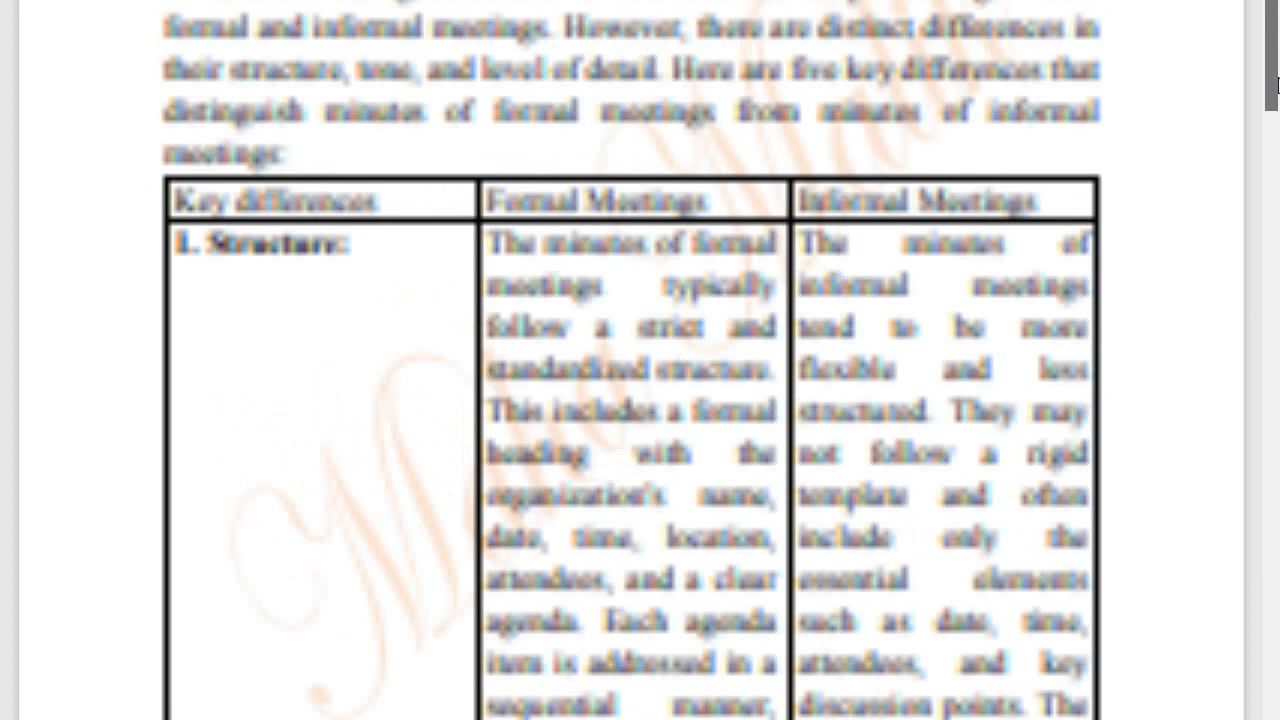 formal and informal meetings. However, there are distinct differences in
their structure, tone, and level of detail. Here are five key differences that
distinguish minutes of formal meetings from minutes of informal
meetings:
Key differences
Formal Meetings
Informal Meetings
1. Structure:
The minutes of formal
meetings typically
follow a strict and
standardized structure.
This includes a formal
heading with the
organization's name,
date, time, location,
attendees, and a clear
agenda. Each agenda
item is addressed in a
sequential manner,
The minutes of
informal meetings
tend to be more
flexible and less
structured. They may
not follow a rigid
template and often
include only the
essential elements
such as date, time,
attendees, and key
discussion points. The